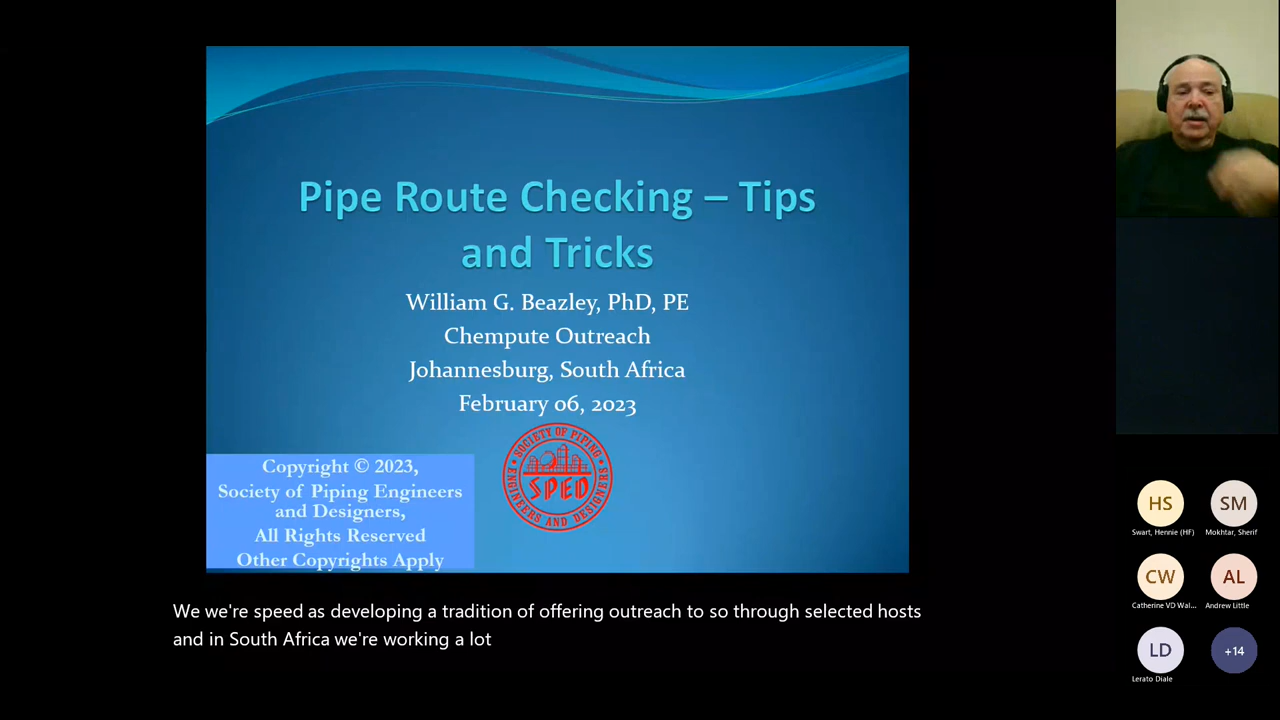 Pipe Route Checking – Tips
and Tricks
William G. Beazley, PhD, PE
Chempute Outreach
Johannesburg, South Africa
February 06, 2023
SOCIETY OF PIPING
SPED
ENGINEERS AND DESIGNERS
Copyright © 2023,
Society of Piping Engineers
and Designers,
All Rights Reserved
Other Copyrights Apply
We we're speed as developing a tradition of offering outreach to so through selected hosts
and in South Africa we're working a lot
HS
SM
Swart, Hennie (HF)
Mokhtar, Sherif
CW
AL
Catherine VD Wal...
Andrew Little
LD
+14
Lerato Diale